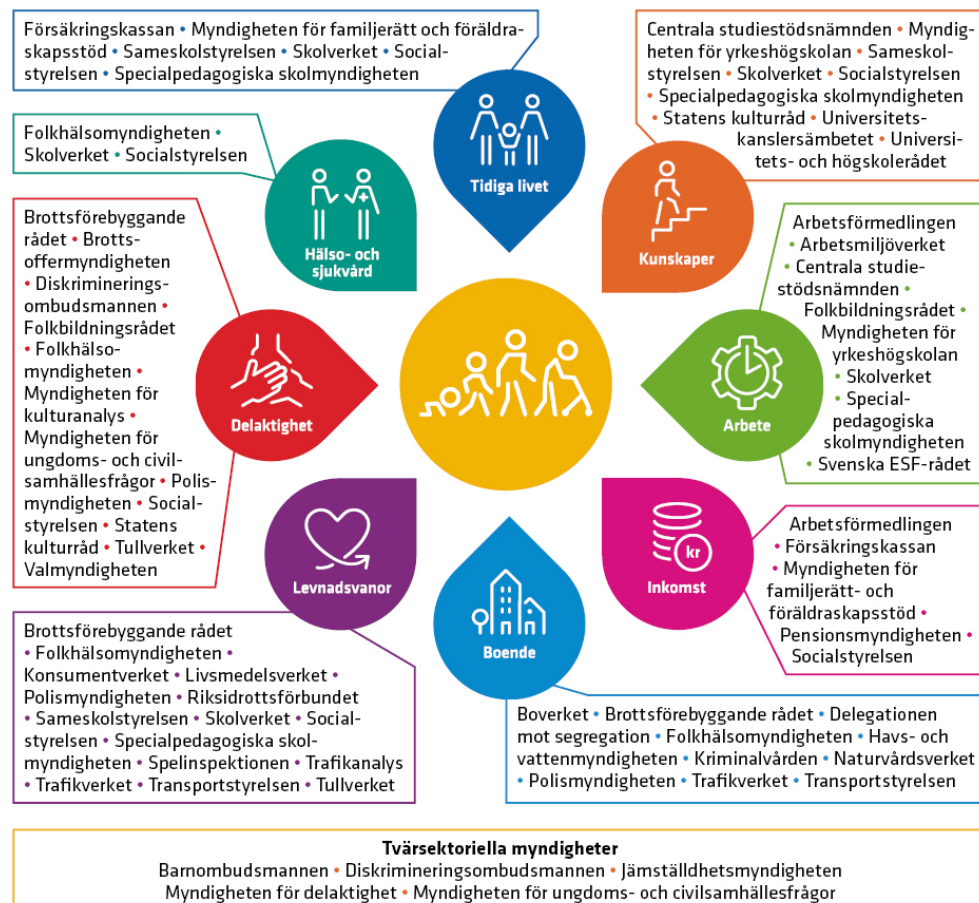 Försäkringskassan • Myndigheten för familjerätt och föräldra-
skapsstöd • Sameskolstyrelsen • Skolverket • Social-
styrelsen • Specialpedagogiska skolmyndigheten
Tidiga livet
Centrala studiestödsnämnden • Myndig-
heten för yrkeshögskolan • Sameskol-
styrelsen • Skolverket • Socialstyrelsen
• Specialpedagogiska skolmyndigheten
• Statens kulturråd • Universitets-
kanslersämbetet • Universi-
tets- och högskolerådet
Kunskaper
Folkhälsomyndigheten •
Skolverket • Socialstyrelsen
Hälso- och
sjukvård
Brottsförebyggande
rådet • Brotts-
offermyndigheten
• Diskriminerings-
ombudsmannen •
Folkbildningsrådet
• Folkhälso-
myndigheten •
Myndigheten för
kulturanalys •
Myndigheten för
ungdoms- och civil-
samhällesfrågor • Polis-
myndigheten • Social-
styrelsen • Statens
kulturråd • Tullverket •
Valmyndigheten
Delaktighet
Arbetsförmedlingen
• Arbetsmiljöverket
• Centrala studie-
stödsnämnden •
Folkbildningsrådet •
Myndigheten för
yrkeshögskolan
• Skolverket
• Special-
pedagogiska
skolmyndigheten
• Svenska ESF-rådet
Arbete
Levnadsvanor
Brottsförebyggande rådet
• Folkhälsomyndigheten •
Konsumentverket • Livsmedelsverket •
Polismyndigheten • Riksidrottsförbundet
• Sameskolstyrelsen • Skolverket • Social-
styrelsen • Specialpedagogiska skol-
myndigheten • Spelinspektionen • Trafikanalys
• Trafikverket • Transportstyrelsen • Tullverket
Boende
Boverket • Brottsförebyggande rådet • Delegationen
mot segregation • Folkhälsomyndigheten • Havs- och
vattenmyndigheten • Kriminalvården • Naturvårdsverket
• Polismyndigheten • Trafikverket • Transportstyrelsen
kr
Inkomst
Arbetsförmedlingen
• Försäkringskassan
• Myndigheten för
familjerätt- och
föräldraskapsstöd •
Pensionsmyndigheten •
Socialstyrelsen
Tvärsektoriella myndigheter
Barnombudsmannen • Diskrimineringsombudsmannen • Jämställdhetsmyndigheten
Myndigheten för delaktighet • Myndigheten för ungdoms- och civilsamhällesfrågor